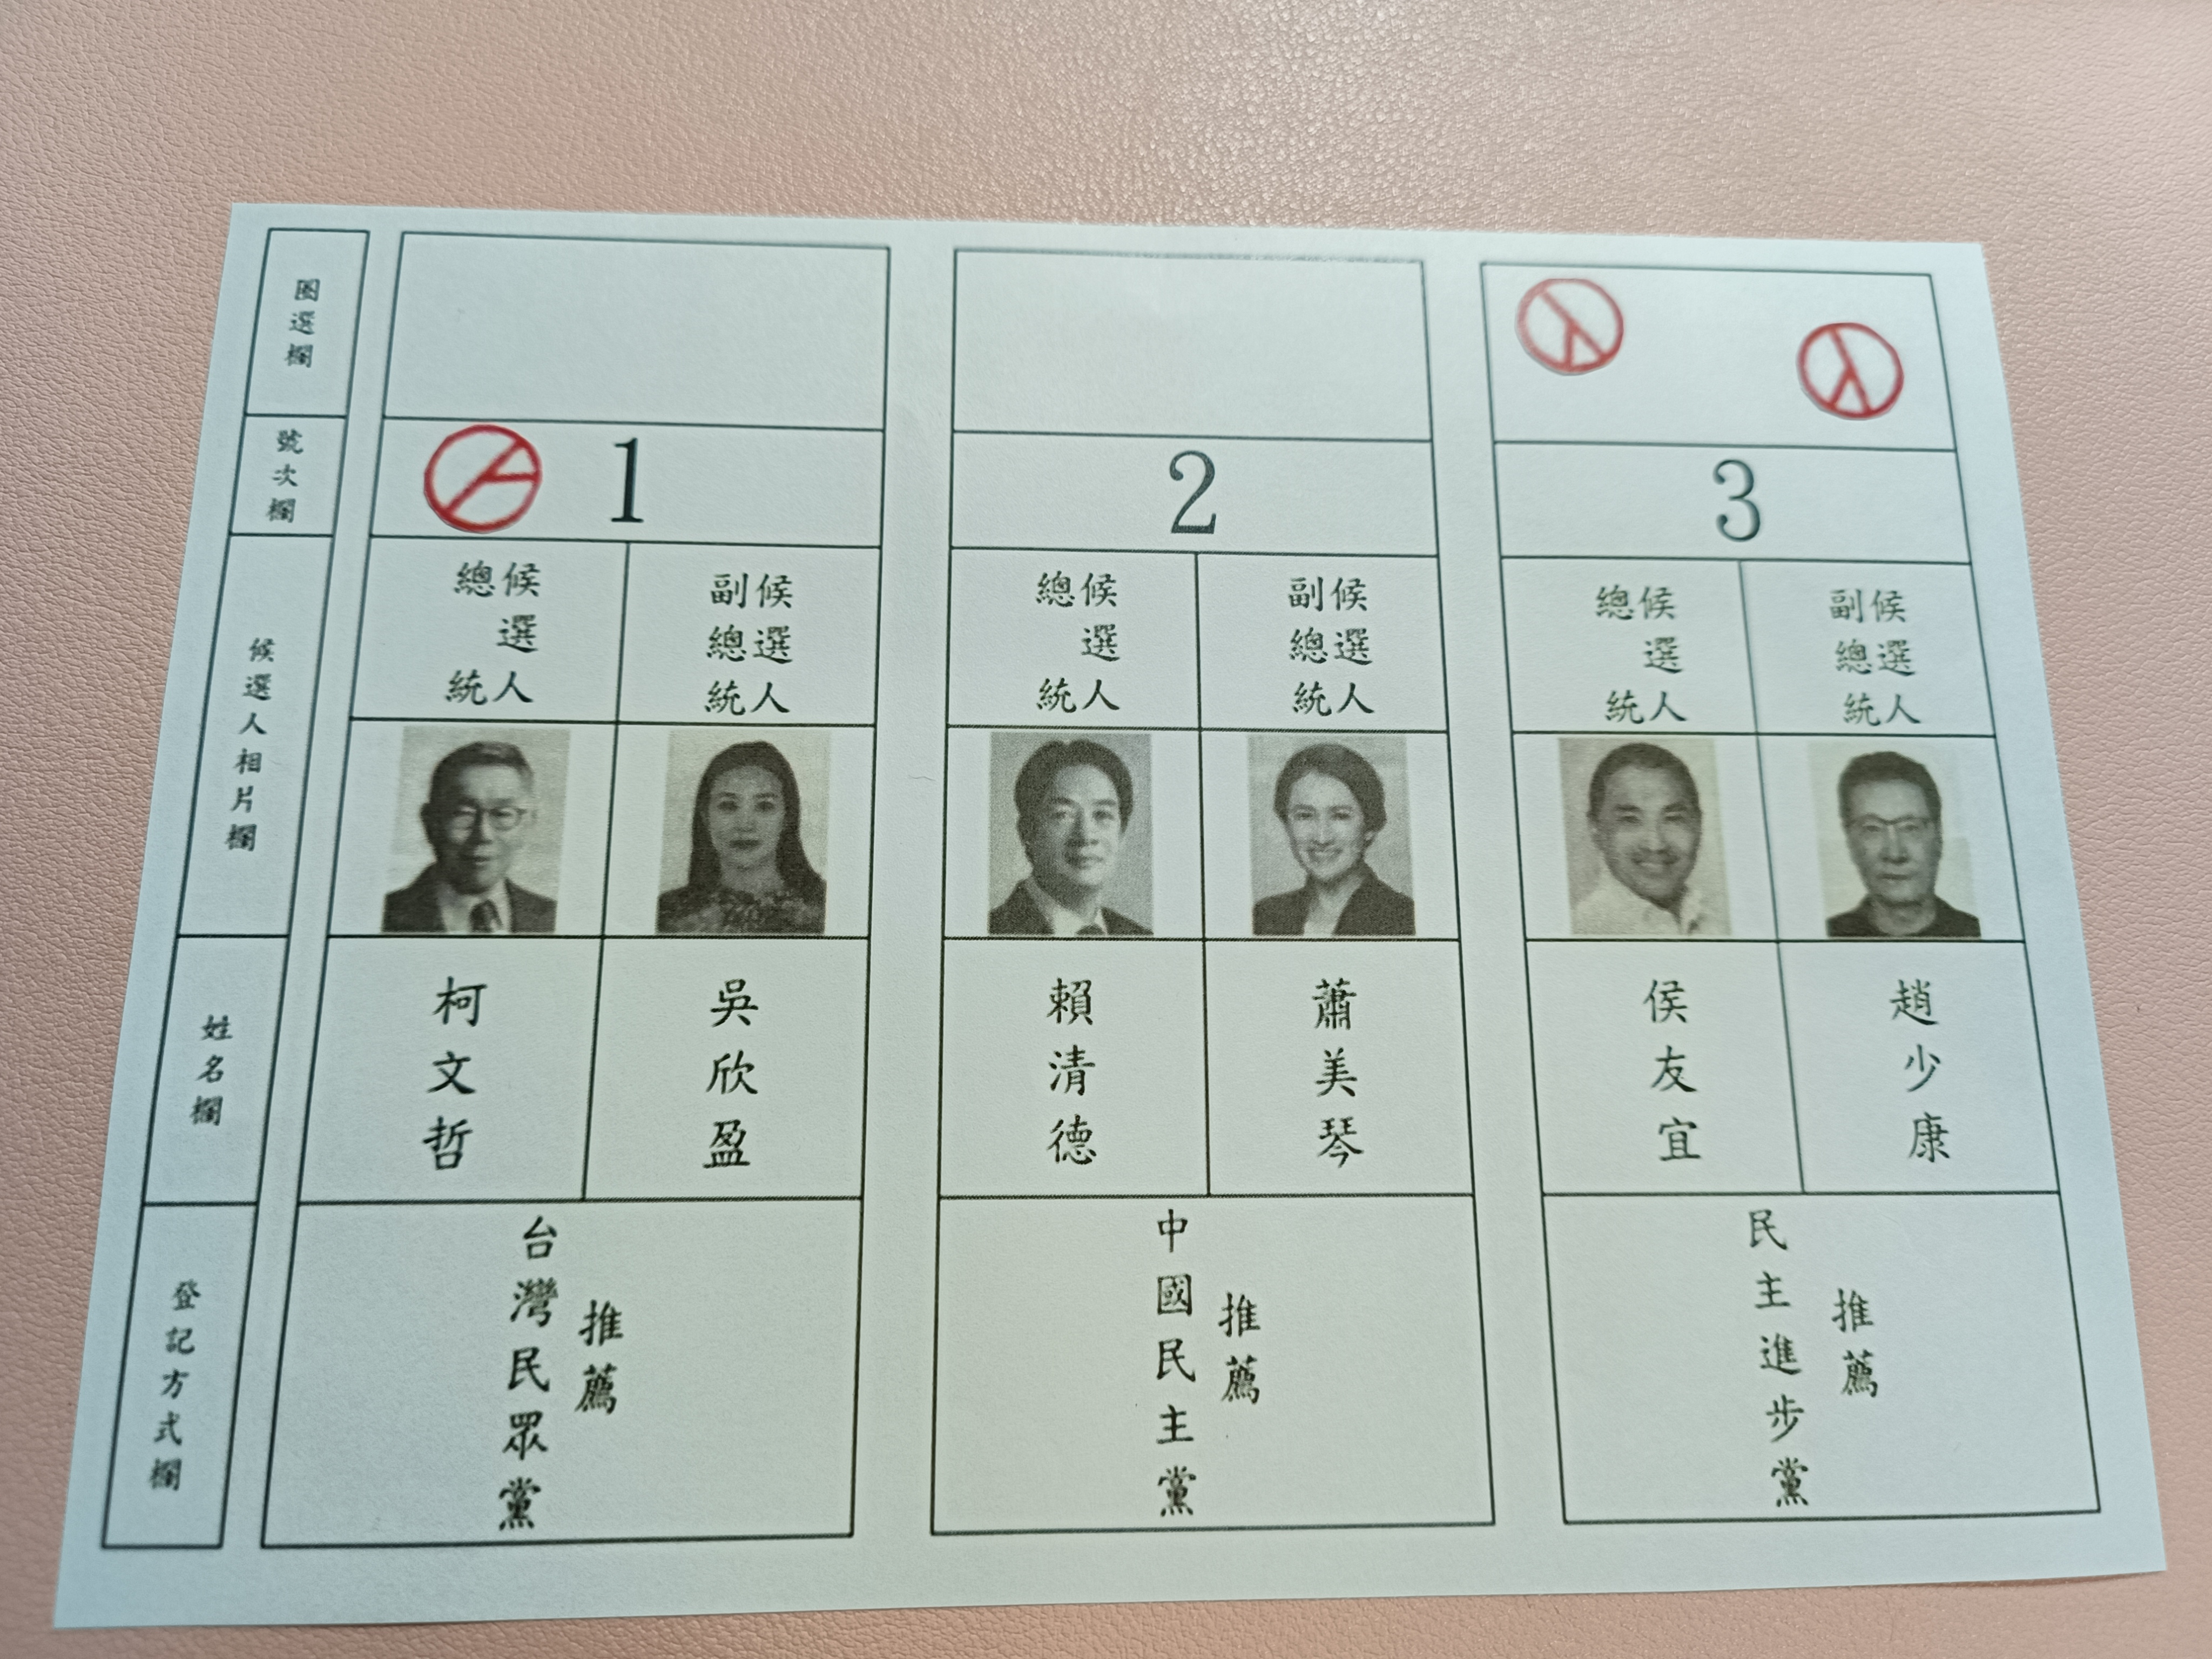 圈選欄
號次欄
候選人相片欄
姓名欄
登記方式欄
1
總統候選人
副總統候選人
柯文哲
吳欣盈
台灣民眾黨
推薦
2
總統候選人
副總統候選人
賴清德
蕭美琴
中國民主黨
推薦
3
總統候選人
副總統候選人
侯友宜
趙少康
民主進步黨
推薦